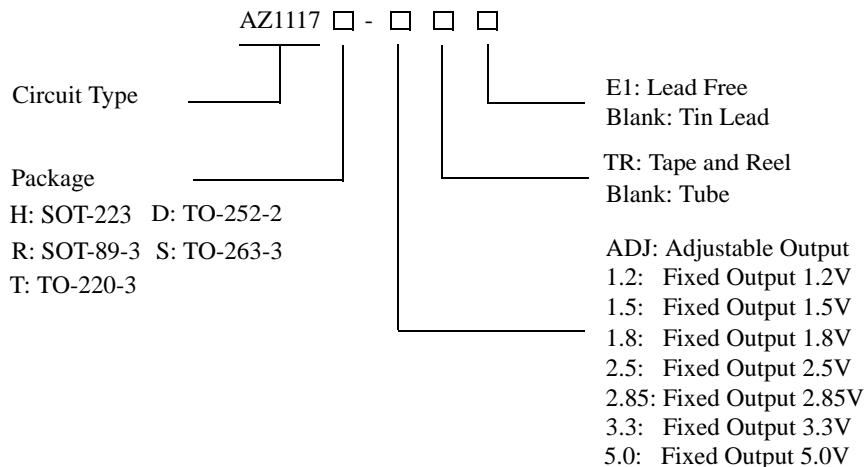 AZ1117 □ - □ □ □
Circuit Type
Package
H: SOT-223 D: TO-252-2
R: SOT-89-3 S: TO-263-3
T: TO-220-3
E1: Lead Free
Blank: Tin Lead
TR: Tape and Reel
Blank: Tube
ADJ: Adjustable Output
1.2: Fixed Output 1.2V
1.5: Fixed Output 1.5V
1.8: Fixed Output 1.8V
2.5: Fixed Output 2.5V
2.85: Fixed Output 2.85V
3.3: Fixed Output 3.3V
5.0: Fixed Output 5.0V